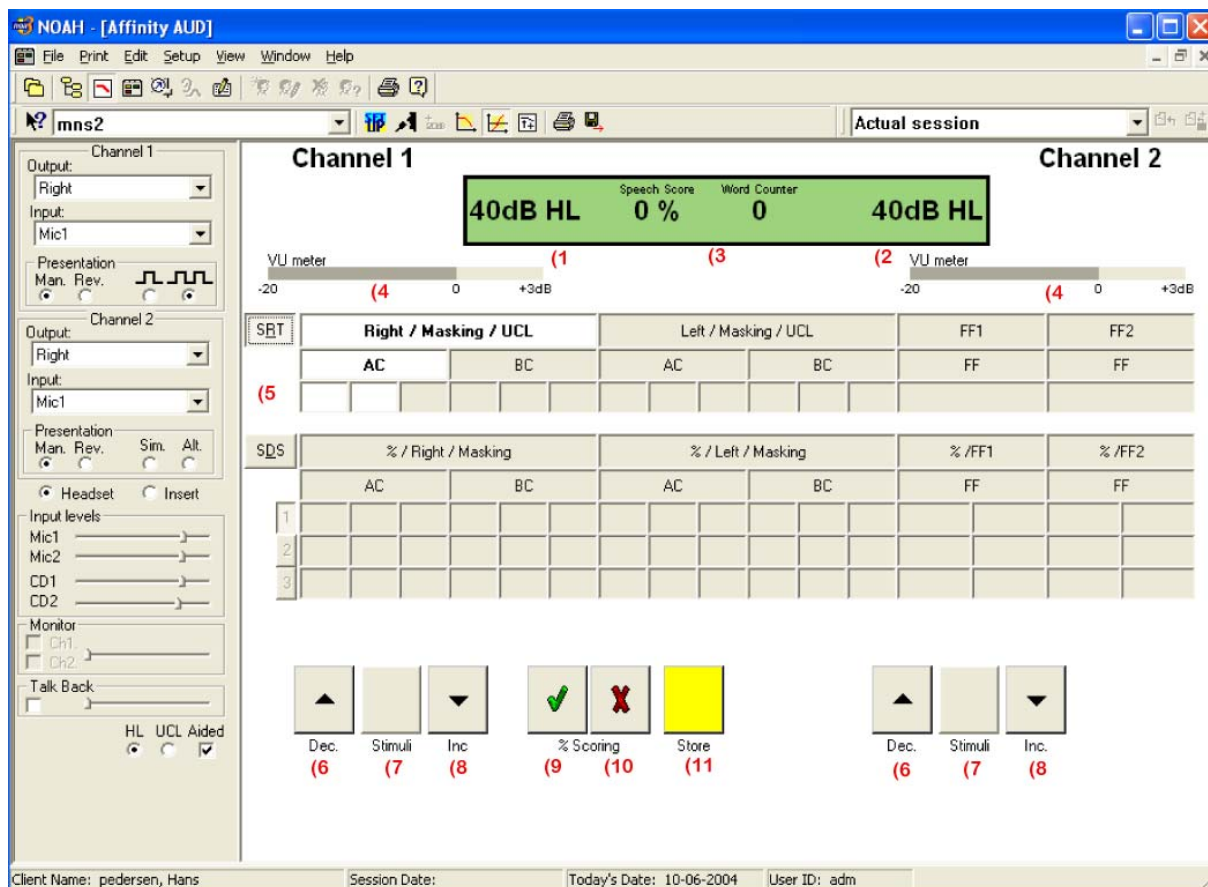 NOAH - [Affinity AUD]
File Print Edit Setup View Window Help
mns2
Actual session
Channel 1
Output:
Right
Input:
Mic1
Presentation
Man. Rev.
Channel 2
Output:
Right
Input:
Mic1
Presentation
Man. Rev. Sim. Alt.
Headset Insert
Input levels
Mic1
Mic2
CD1
CD2
Monitor
Ch1.
Ch2.
Talk Back
HL UCL Aided
Channel 1 Channel 2
Speech Score Word Counter
40dB HL 0 % 0 40dB HL
(1 (3 (2
VU meter VU meter
-20 (4 0 +3dB -20 (4 0 +3dB
SRT Right / Masking / UCL Left / Masking / UCL FF1 FF2
AC BC AC BC FF FF
(5
SDS % / Right / Masking % / Left / Masking % /FF1 % /FF2
AC BC AC BC FF FF
1
2
3
Dec. Stimuli Inc % Scoring Store Dec. Stimuli Inc.
(6 (7 (8 (9 (10 (11 (6 (7 (8
Client Name: pedersen, Hans Session Date: Today's Date: 10-06-2004 User ID: adm